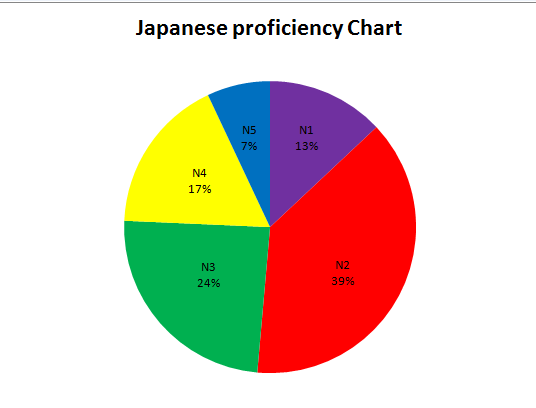 Japanese proficiency Chart
N5
7%
N1
13%
N4
17%
N3
24%
N2
39%